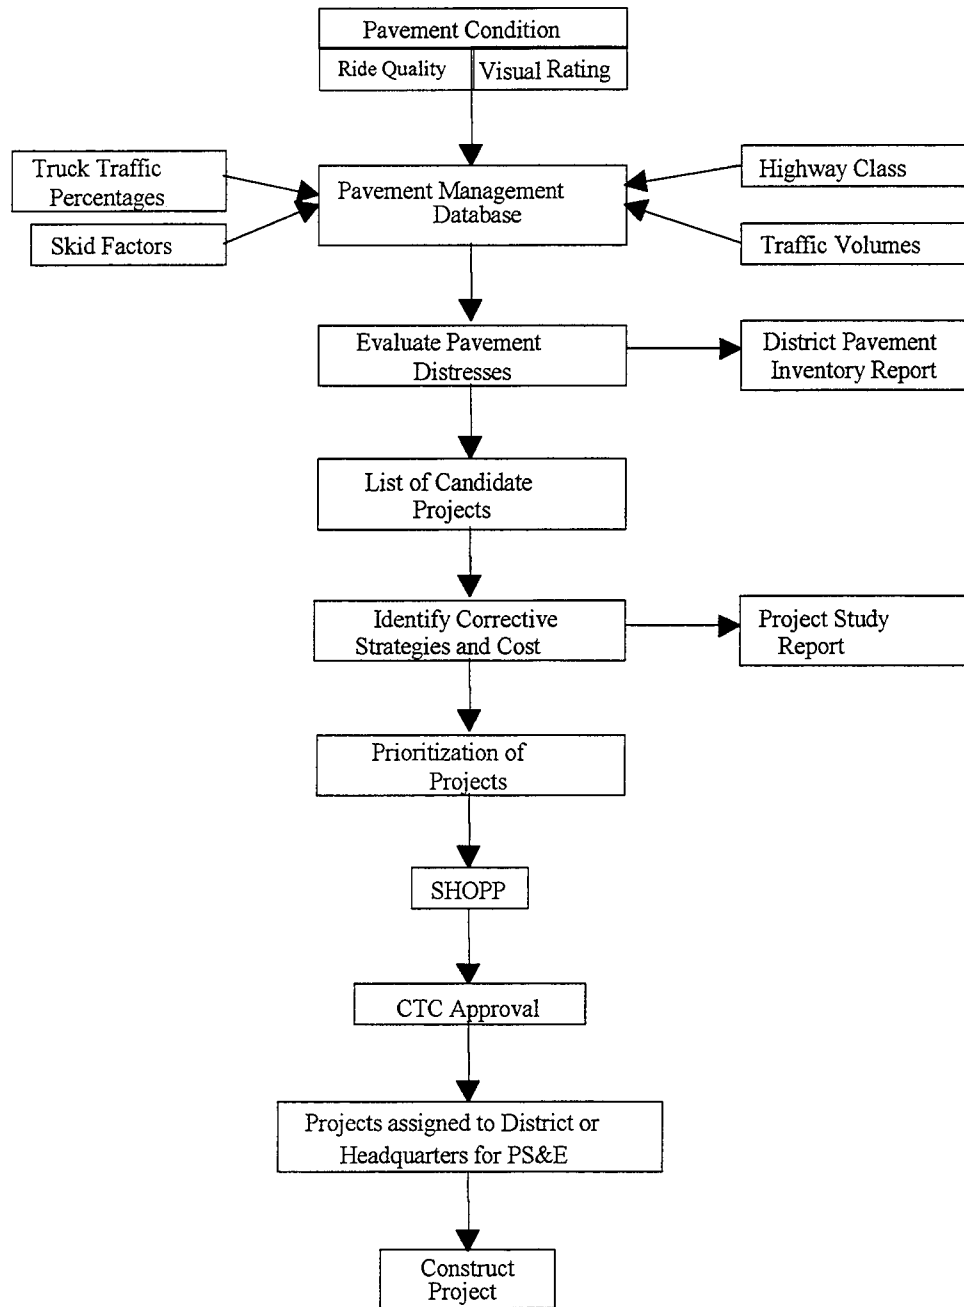 Pavement Condition
Ride Quality
Visual Rating
Truck Traffic
Percentages
Pavement Management
Database
Highway Class
Skid Factors
Traffic Volumes
Evaluate Pavement
Distresses
District Pavement
Inventory Report
List of Candidate
Projects
Identify Corrective
Strategies and Cost
Project Study
Report
Prioritization of
Projects
SHOPP
CTC Approval
Projects assigned to District or
Headquarters for PS&E
Construct
Project